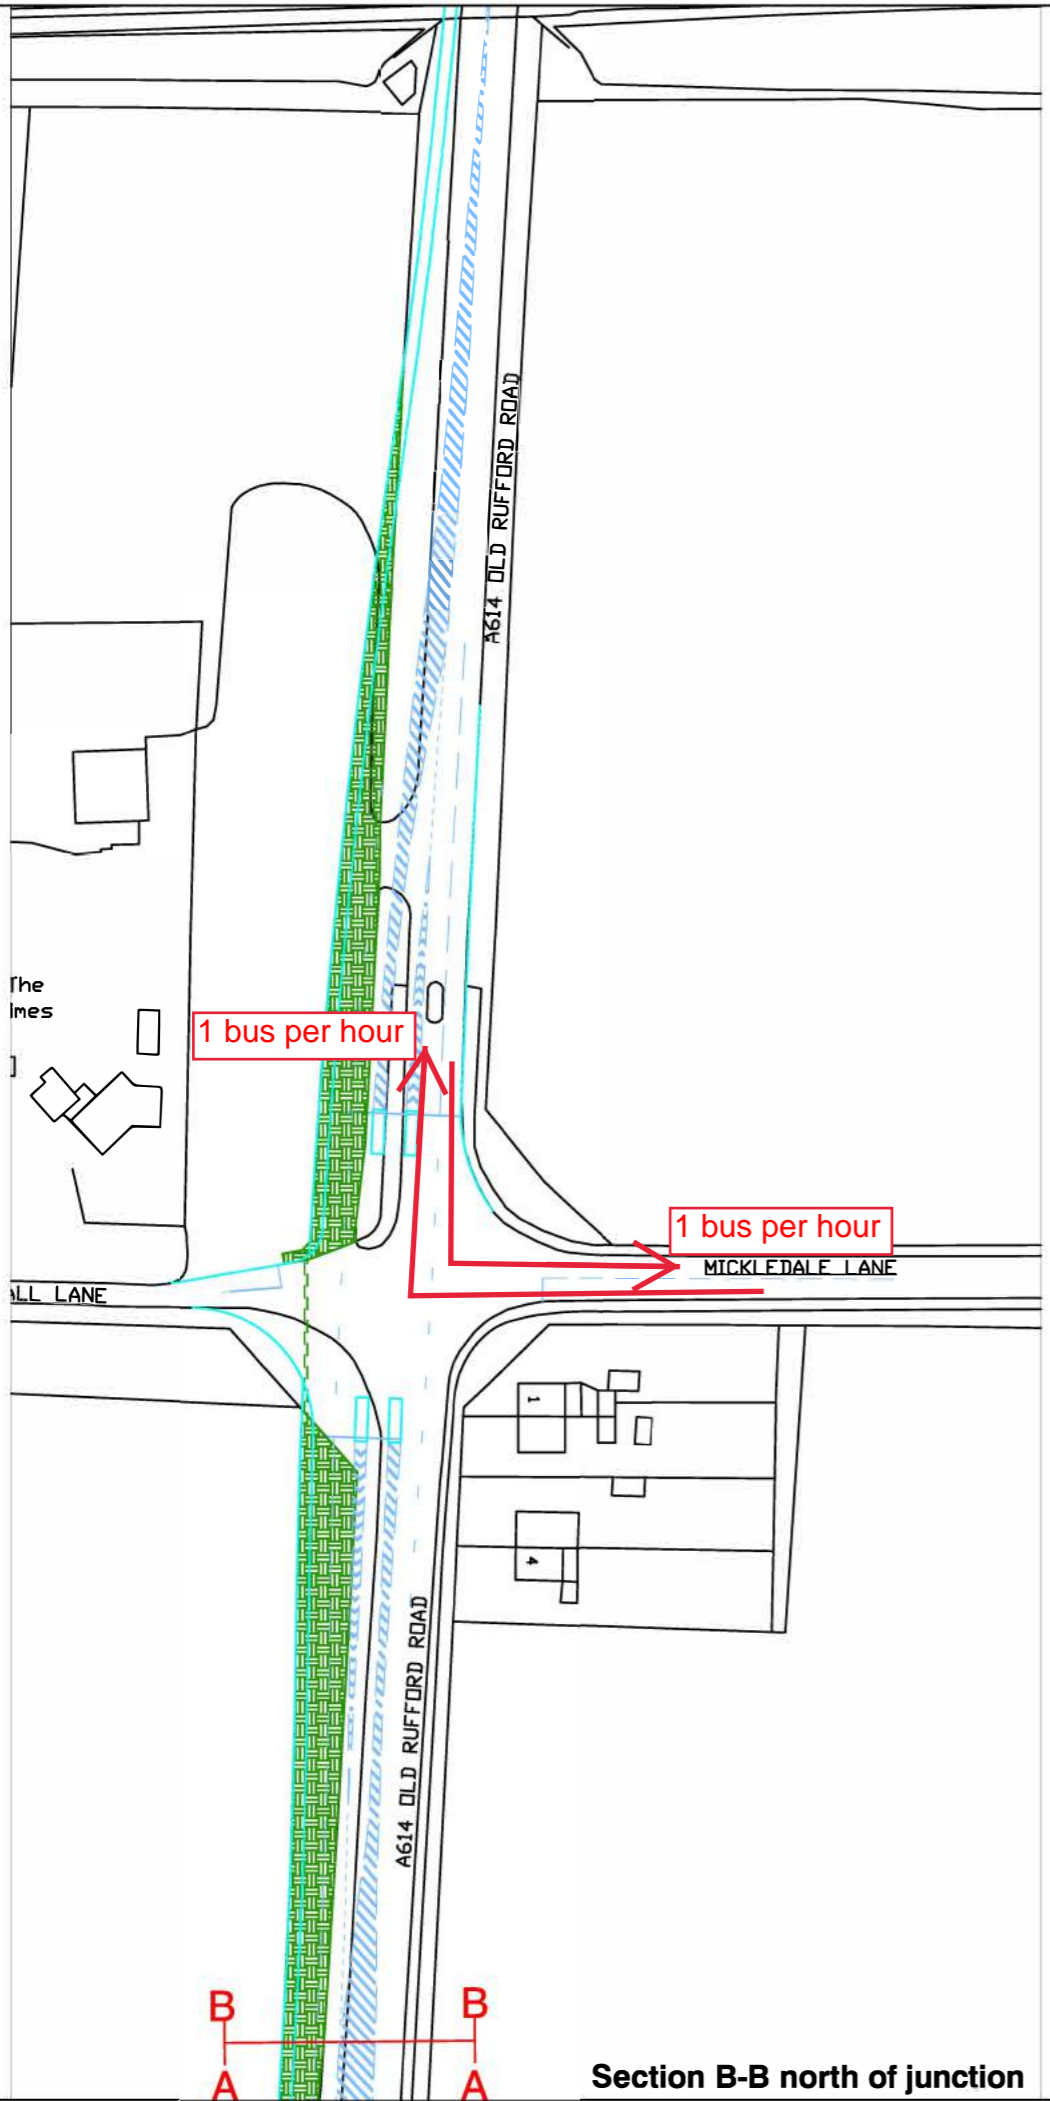 A614 OLD RUFFORD ROAD
The
lmes
1 bus per hour
1 bus per hour
MICKLEDALE LANE
ALL LANE
1
4
A614 OLD RUFFORD ROAD
B B
A A
Section B-B north of junction